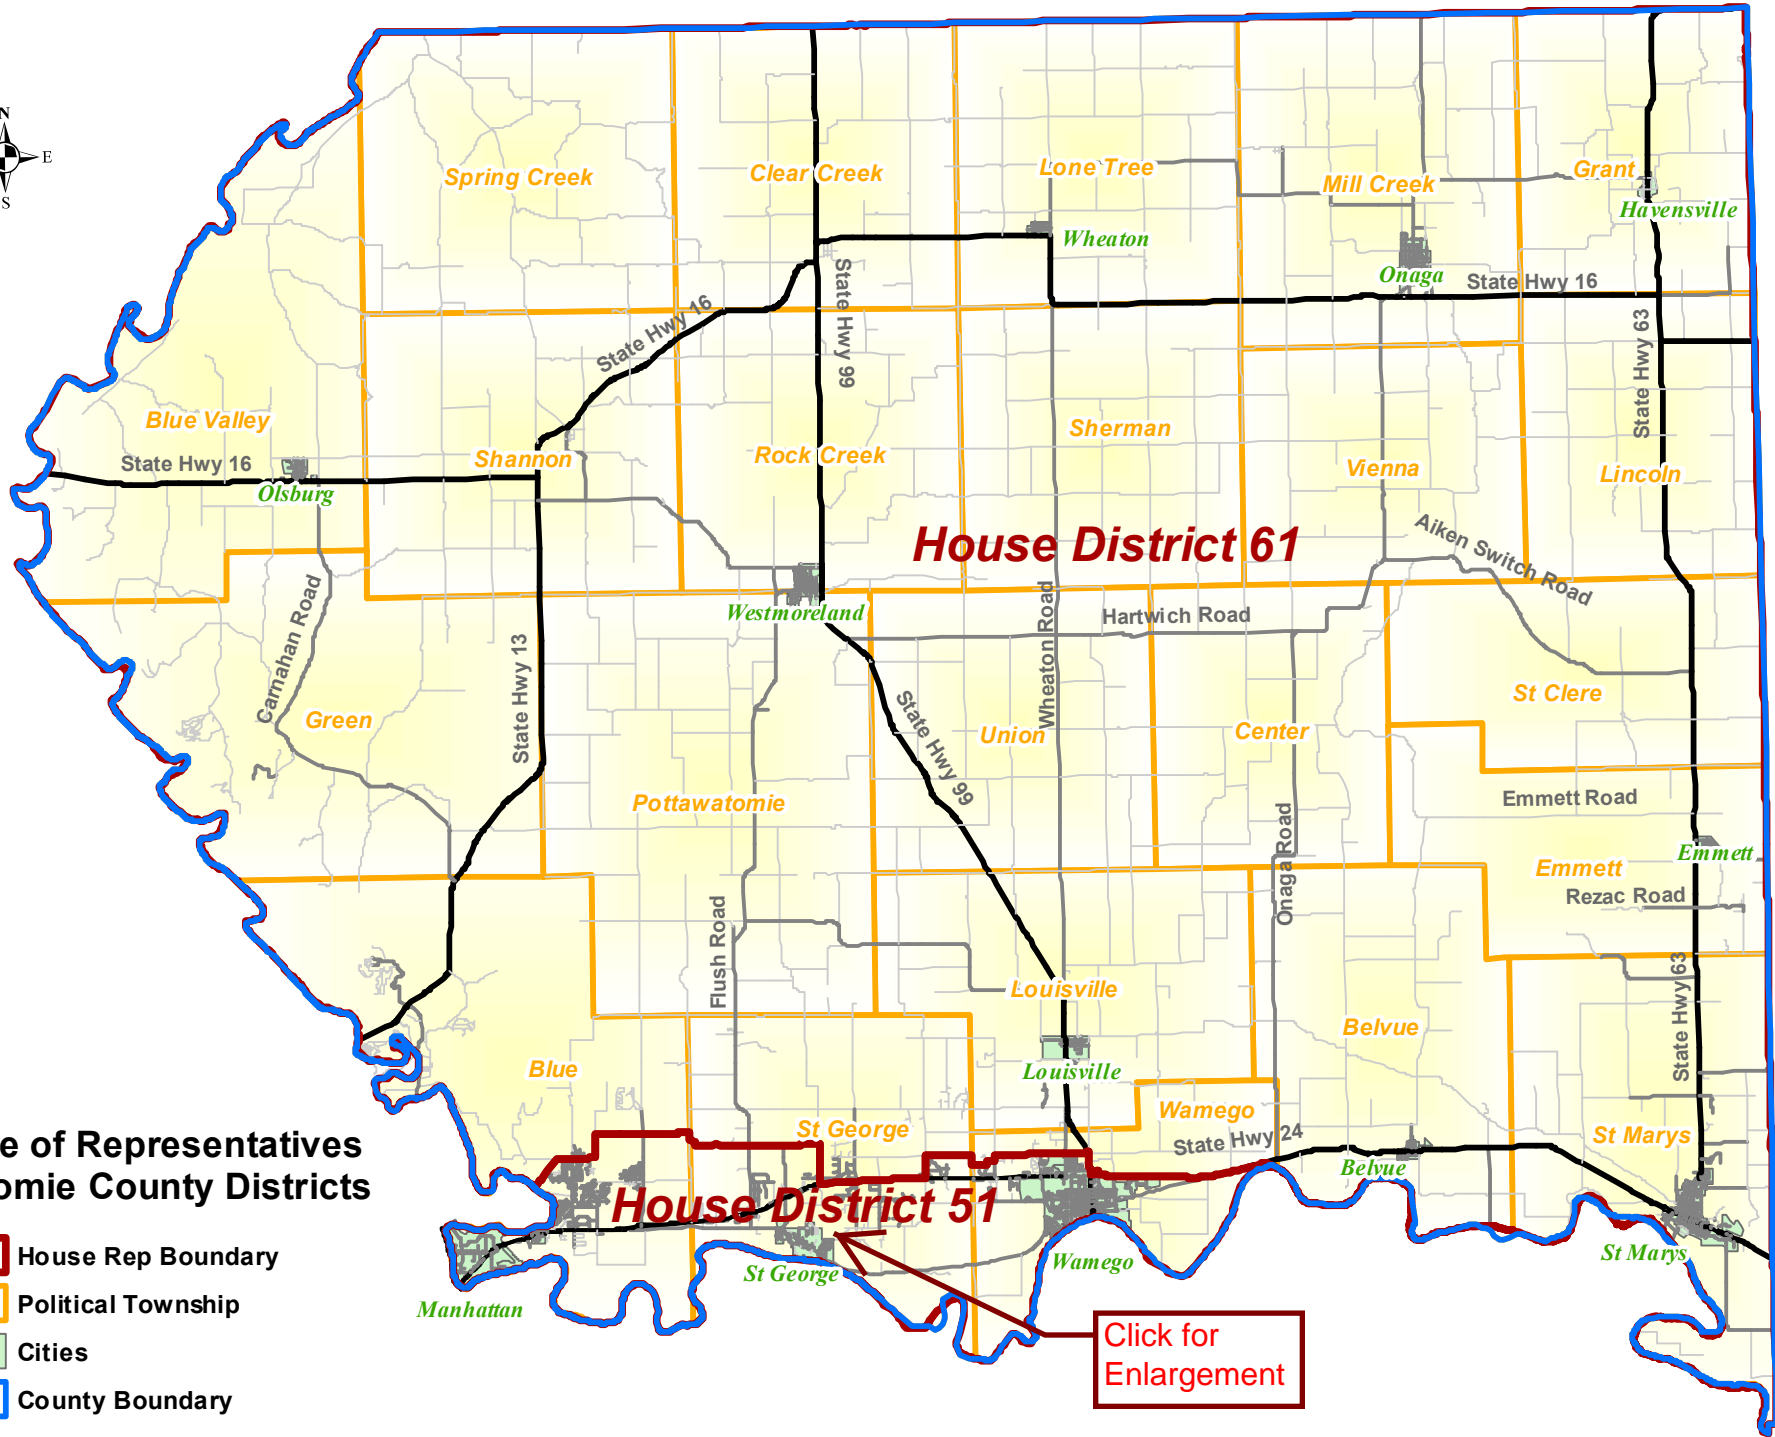 N
E
S
Spring Creek
Clear Creek
Lone Tree
Mill Creek
Grant
Havensville
Wheaton
Onaga
State Hwy 16
State Hwy 16
State Hwy 99
State Hwy 63
Blue Valley
State Hwy 16
Olsburg
Shannon
Rock Creek
Sherman
Vienna
Lincoln
House District 61
Aiken Switch Road
Westmoreland
Hartwich Road
Wheaton Road
Carnahan Road
State Hwy 13
Green
State Hwy 99
Union
Center
St Clere
Pottawatomie
Emmett Road
Emmett
Emmett
Rezac Road
Onaga Road
Flush Road
Louisville
Belvue
State Hwy 63
Blue
Louisville
Wamego
St George
State Hwy 24
Belvue
St Marys
House District 51
St George
Wamego
St Marys
Manhattan
e of Representatives
omie County Districts
House Rep Boundary
Political Township
Cities
County Boundary
Click for
Enlargement